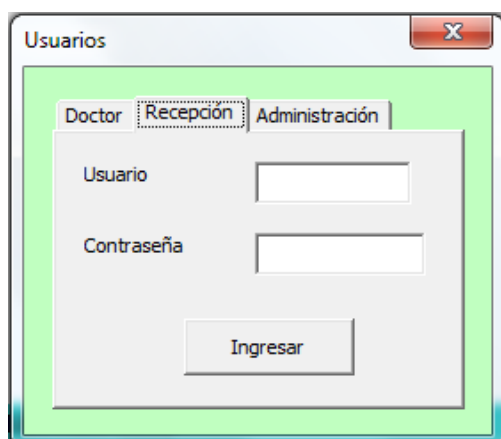 Usuarios
Doctor Recepción Administración
Usuario
Contraseña
Ingresar